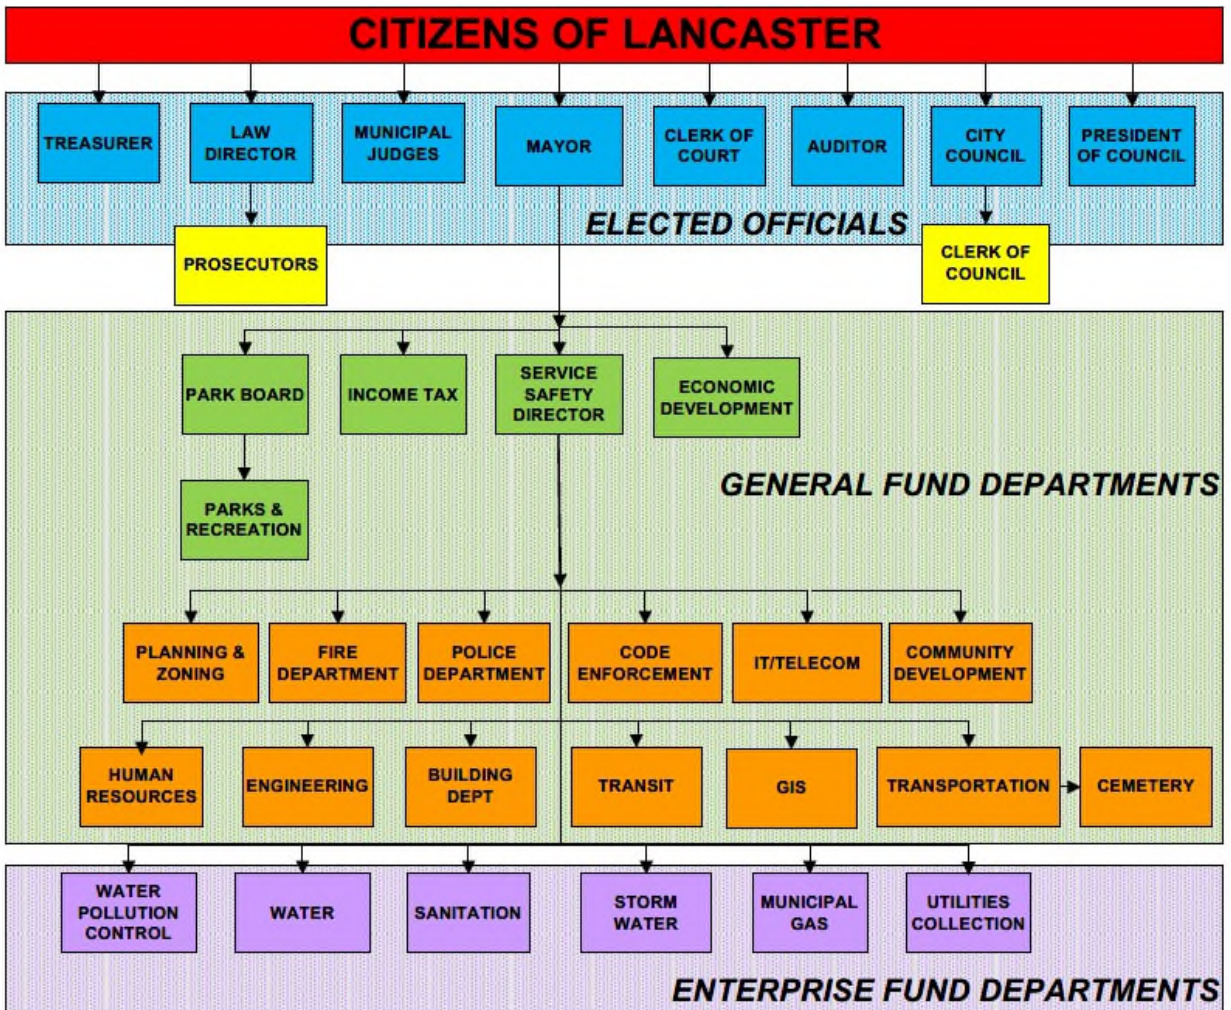 CITIZENS OF LANCASTER
TREASURER
LAW
DIRECTOR
MUNICIPAL
JUDGES
MAYOR
CLERK OF
COURT
AUDITOR
CITY
COUNCIL
PRESIDENT
OF COUNCIL
ELECTED OFFICIALS
PROSECUTORS
CLERK OF
COUNCIL
PARK BOARD
INCOME TAX
SERVICE
SAFETY
DIRECTOR
ECONOMIC
DEVELOPMENT
GENERAL FUND DEPARTMENTS
PARKS &
RECREATION
PLANNING &
ZONING
FIRE
DEPARTMENT
POLICE
DEPARTMENT
CODE
ENFORCEMENT
IT/TELECOM
COMMUNITY
DEVELOPMENT
HUMAN
RESOURCES
ENGINEERING
BUILDING
DEPT
TRANSIT
GIS
TRANSPORTATION
CEMETERY
WATER
POLLUTION
CONTROL
WATER
SANITATION
STORM
WATER
MUNICIPAL
GAS
UTILITIES
COLLECTION
ENTERPRISE FUND DEPARTMENTS